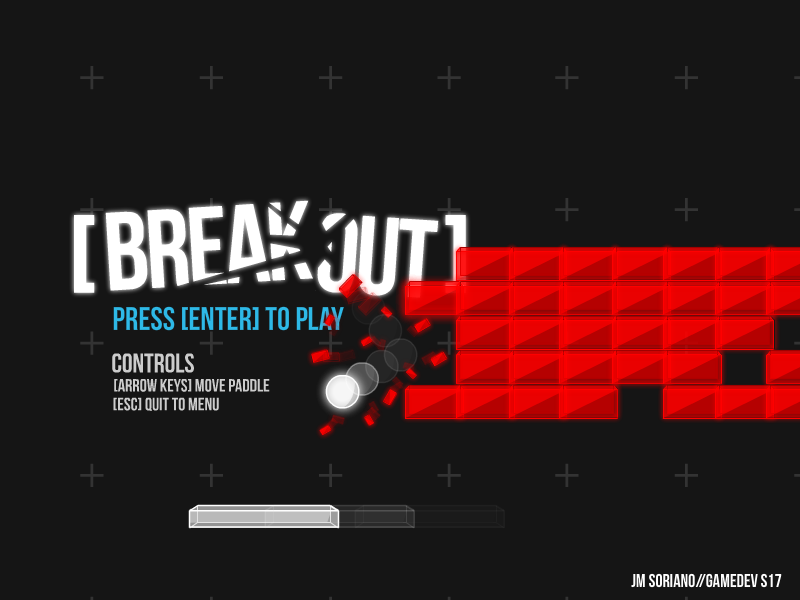 [BREAKOUT]
PRESS [ENTER] TO PLAY
CONTROLS
[ARROW KEYS] MOVE PADDLE
[ESC] QUIT TO MENU
JM SORIANO//GAMEDEV S17